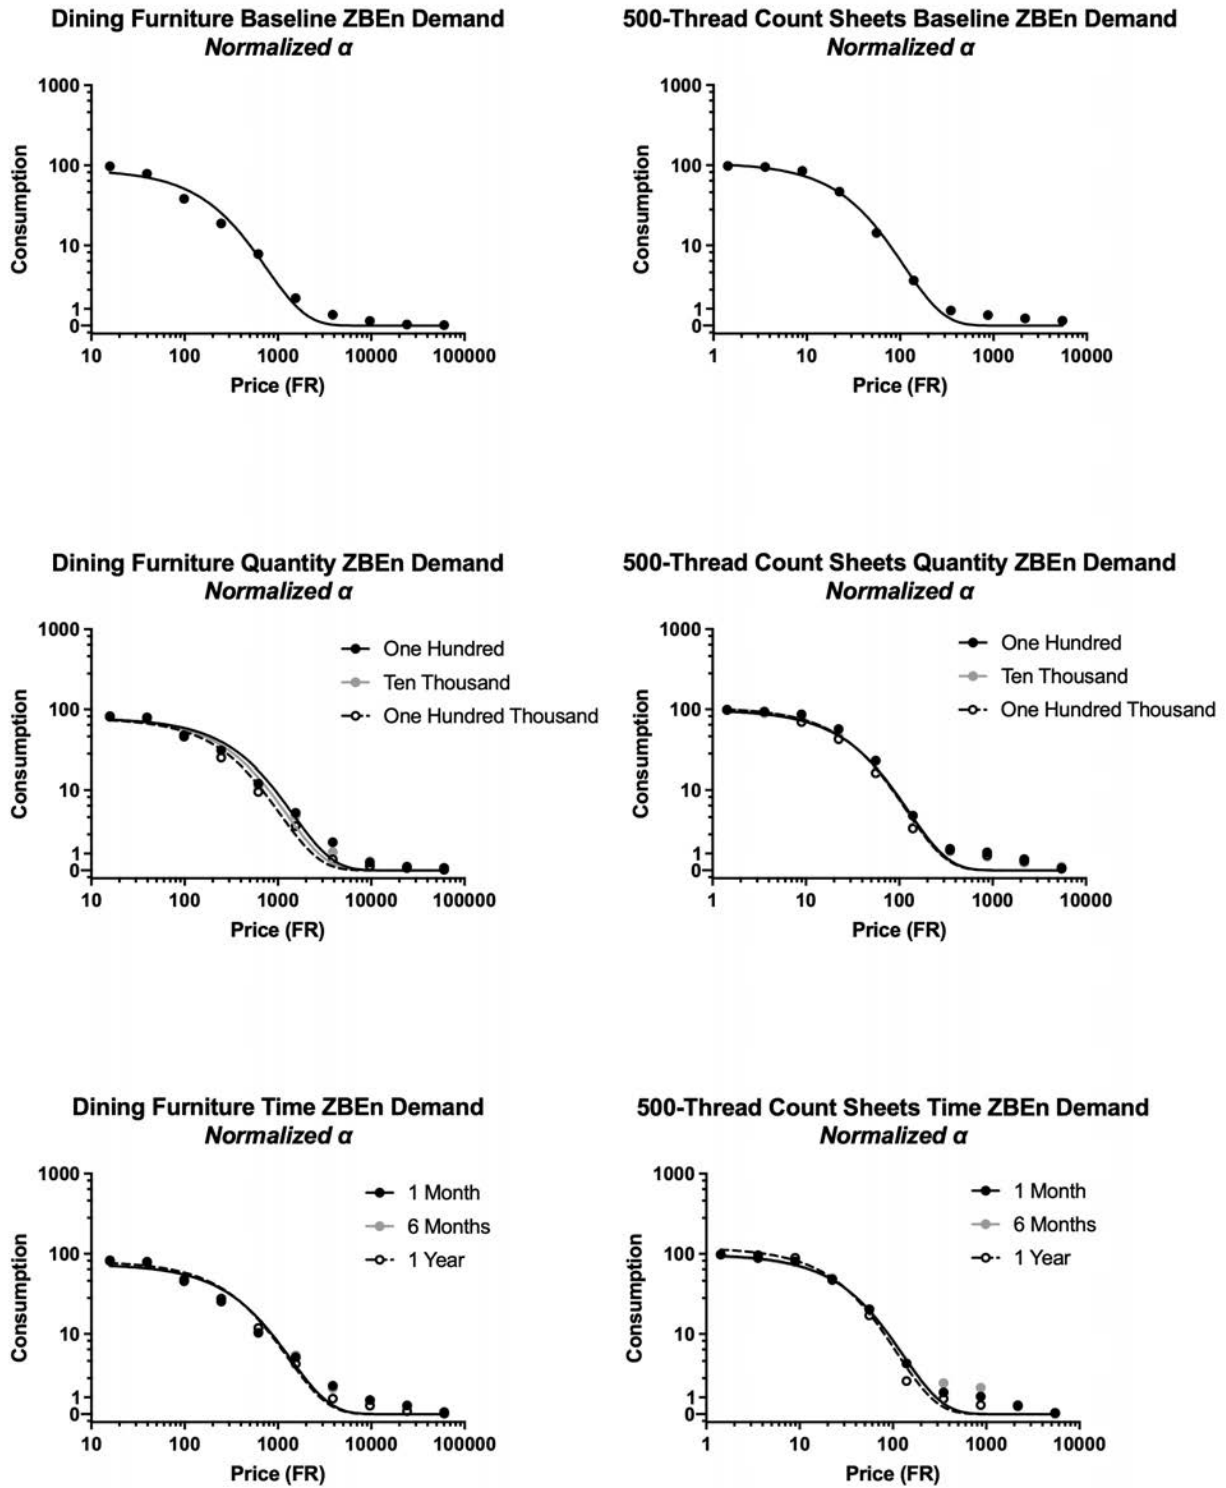 Dining Furniture Baseline ZBEn Demand
Normalized α
1000
100
10
1
0
Consumption
10 100 1000 10000 100000
Price (FR)
500-Thread Count Sheets Baseline ZBEn Demand
Normalized α
1000
100
10
1
0
Consumption
1 10 100 1000 10000
Price (FR)
Dining Furniture Quantity ZBEn Demand
Normalized α
One Hundred
Ten Thousand
One Hundred Thousand
1000
100
10
1
0
Consumption
10 100 1000 10000 100000
Price (FR)
500-Thread Count Sheets Quantity ZBEn Demand
Normalized α
One Hundred
Ten Thousand
One Hundred Thousand
1000
100
10
1
0
Consumption
1 10 100 1000 10000
Price (FR)
Dining Furniture Time ZBEn Demand
Normalized α
1 Month
6 Months
1 Year
1000
100
10
1
0
Consumption
10 100 1000 10000 100000
Price (FR)
500-Thread Count Sheets Time ZBEn Demand
Normalized α
1 Month
6 Months
1 Year
1000
100
10
1
0
Consumption
1 10 100 1000 10000
Price (FR)